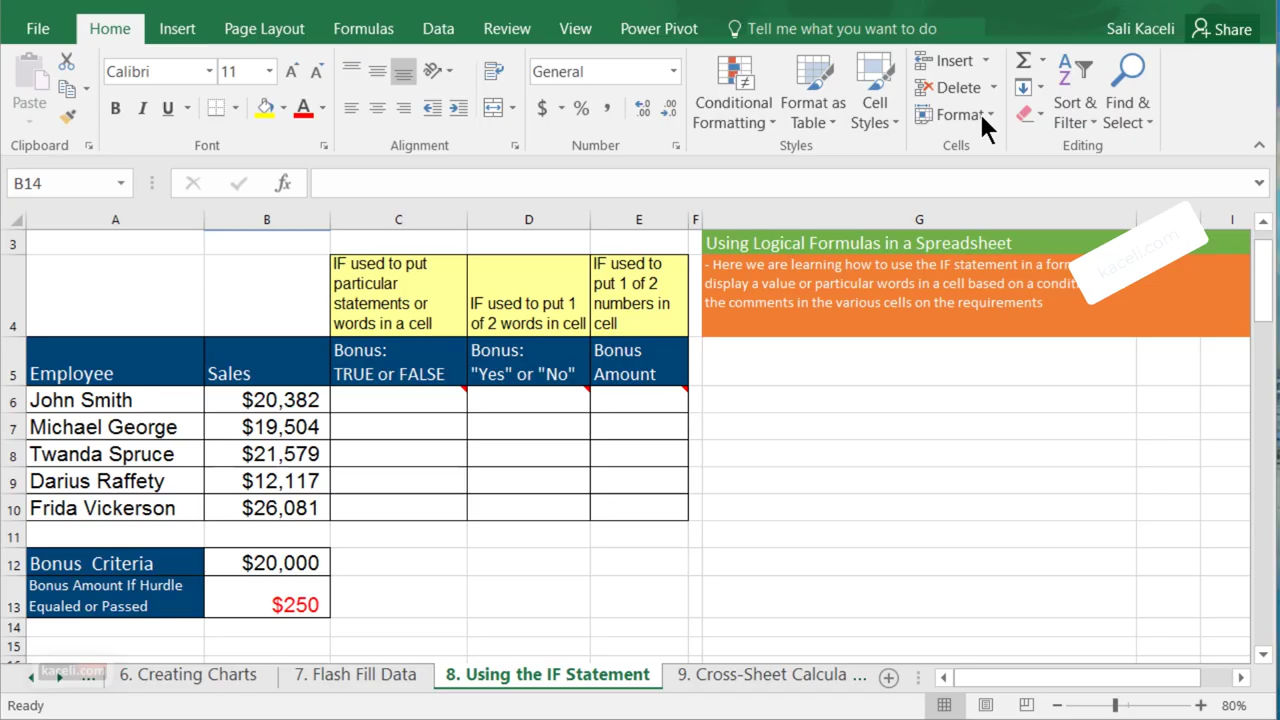 File Home Insert Page Layout Formulas Data Review View Power Pivot Tell me what you want to do Sali Kaceli Share
Paste
Clipboard
Calibri 11
B I U A
Font
Alignment
General
$ % ,
Number
Conditional Formatting
Format as Table
Cell Styles
Styles
Insert
Delete
Format
Cells
Sort & Filter
Find & Select
Editing
B14 fx
A B C D E F G I
3 Using Logical Formulas in a Spreadsheet
kaceli.com
- Here we are learning how to use the IF statement in a
display a value or particular words in a cell based on a
the comments in the various cells on the requirements
4
IF used to put
particular
statements or
words in a cell
IF used to put 1
of 2 words in cell
IF used to
put 1 of 2
numbers in
cell
5 Employee Sales
Bonus:
TRUE or FALSE
Bonus:
"Yes" or "No"
Bonus
Amount
6 John Smith $20,382
7 Michael George $19,504
8 Twanda Spruce $21,579
9 Darius Raffety $12,117
10 Frida Vickerson $26,081
11
12 Bonus Criteria $20,000
Bonus Amount If Hurdle
13 Equaled or Passed $250
14
15
kaceli.com
... 6. Creating Charts 7. Flash Fill Data 8. Using the IF Statement 9. Cross-Sheet Calcula ...
Ready 80%